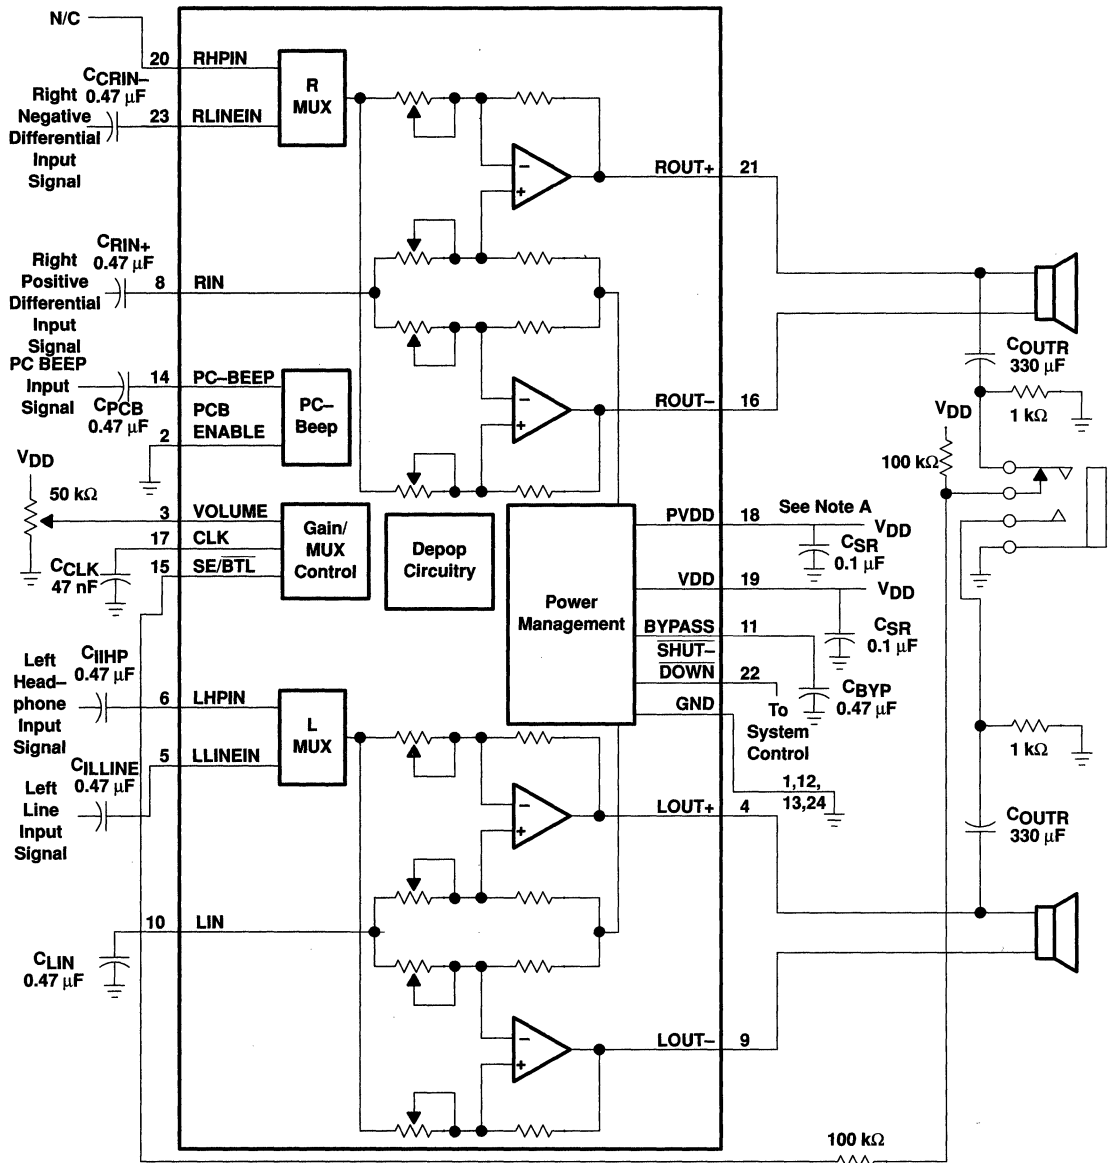 N/C
20
RHPIN
CCRIN–
0.47 µF
Right
Negative
Differential
Input
Signal
23
RLINEIN
R
MUX
–
+
ROUT+
21
CRIN+
0.47 µF
Right
Positive
Differential
Input
Signal
8
RIN
PC BEEP
Input
Signal
14
PC–BEEP
CPCB
0.47 µF
PCB
ENABLE
2
PC–
Beep
–
+
ROUT–
16
COUTR
330 µF
1 kΩ
VDD
100 kΩ
VDD
50 kΩ
3
VOLUME
17
CLK
15
SE/BTL
CCLK
47 nF
Gain/
MUX
Control
Depop
Circuitry
Power
Management
PVDD
18
See Note A
VDD
CSR
0.1 µF
VDD
19
VDD
CSR
0.1 µF
BYPASS
11
SHUT–
DOWN
22
CBYP
0.47 µF
GND
To
System
Control
1,12,
13,24
Left
Head–
phone
Input
Signal
CIIHP
0.47 µF
6
LHPIN
CILLINE
0.47 µF
5
LLINEIN
Left
Line
Input
Signal
L
MUX
–
+
LOUT+
4
1 kΩ
COUTR
330 µF
10
LIN
CLIN
0.47 µF
–
+
LOUT–
9
100 kΩ